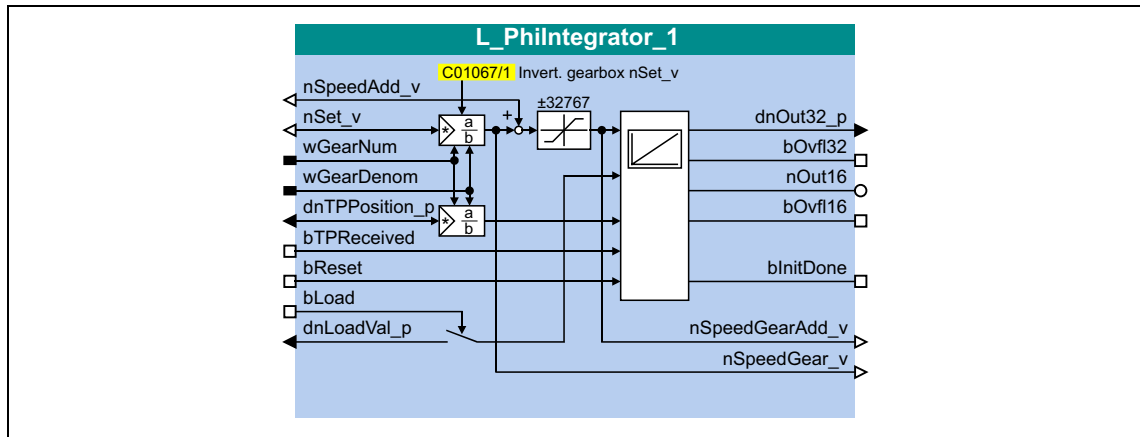 L_PhiIntegrator_1
C01067/1 Invert. gearbox nSet_v
nSpeedAdd_v
±32767
+
nSet_v
* a
b
dnOut32_p
wGearNum
bOvfl32
wGearDenom
nOut16
dnTPPosition_p
* a
b
bOvfl16
bTPReceived
bReset
bInitDone
bLoad
dnLoadVal_p
nSpeedGearAdd_v
nSpeedGear_v